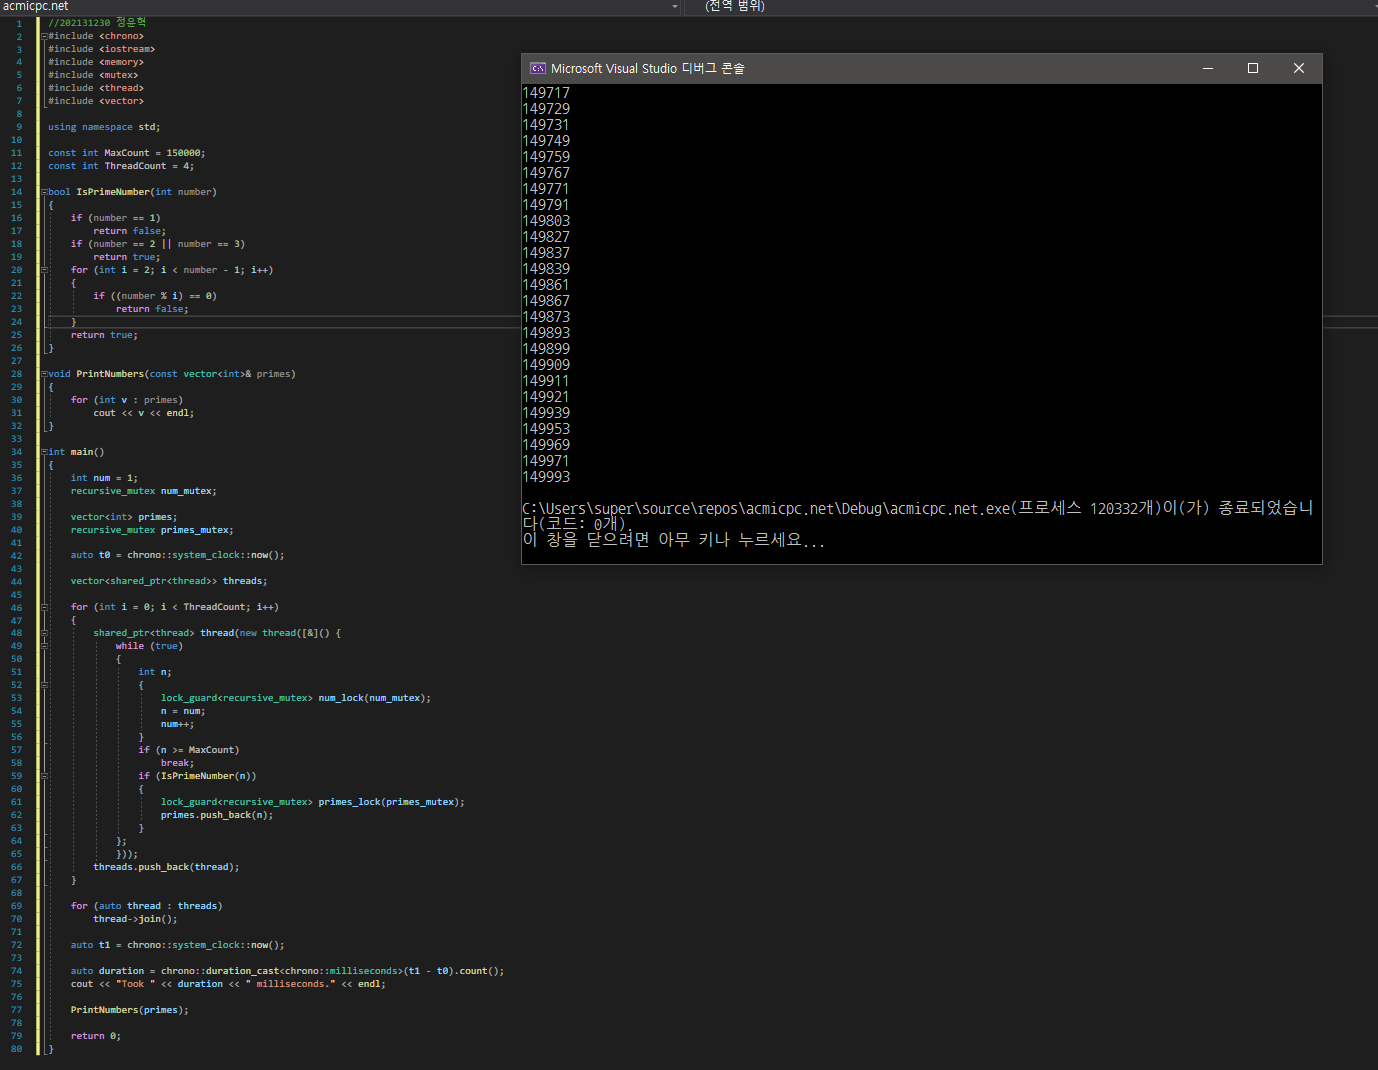 acmicpc.net
(전역 범위)
1 //202131230 정윤혁
2 #include <chrono>
3 #include <iostream>
4 #include <memory>
5 #include <mutex>
6 #include <thread>
7 #include <vector>
8
9 using namespace std;
10
11 const int MaxCount = 150000;
12 const int ThreadCount = 4;
13
14 bool IsPrimeNumber(int number)
15 {
16 if (number == 1)
17 return false;
18 if (number == 2 || number == 3)
19 return true;
20 for (int i = 2; i < number - 1; i++)
21 {
22 if ((number % i) == 0)
23 return false;
24 }
25 return true;
26 }
27
28 void PrintNumbers(const vector<int>& primes)
29 {
30 for (int v : primes)
31 cout << v << endl;
32 }
33
34 int main()
35 {
36 int num = 1;
37 recursive_mutex num_mutex;
38
39 vector<int> primes;
40 recursive_mutex primes_mutex;
41
42 auto t0 = chrono::system_clock::now();
43
44 vector<shared_ptr<thread>> threads;
45
46 for (int i = 0; i < ThreadCount; i++)
47 {
48 shared_ptr<thread> thread(new thread([&]() {
49 while (true)
50 {
51 int n;
52 {
53 lock_guard<recursive_mutex> num_lock(num_mutex);
54 n = num;
55 num++;
56 }
57 if (n >= MaxCount)
58 break;
59 if (IsPrimeNumber(n))
60 {
61 lock_guard<recursive_mutex> primes_lock(primes_mutex);
62 primes.push_back(n);
63 }
64 };
65 }));
66 threads.push_back(thread);
67 }
68
69 for (auto thread : threads)
70 thread->join();
71
72 auto t1 = chrono::system_clock::now();
73
74 auto duration = chrono::duration_cast<chrono::milliseconds>(t1 - t0).count();
75 cout << "Took " << duration << " milliseconds." << endl;
76
77 PrintNumbers(primes);
78
79 return 0;
80 }
Microsoft Visual Studio 디버그 콘솔
149717
149729
149731
149749
149759
149767
149771
149791
149803
149827
149837
149839
149861
149867
149873
149893
149899
149909
149911
149921
149939
149953
149969
149971
149993
C:\Users\super\source\repos\acmicpc.net\Debug\acmicpc.net.exe(프로세스 120332개)이(가) 종료되었습니
다(코드: 0개).
이 창을 닫으려면 아무 키나 누르세요...